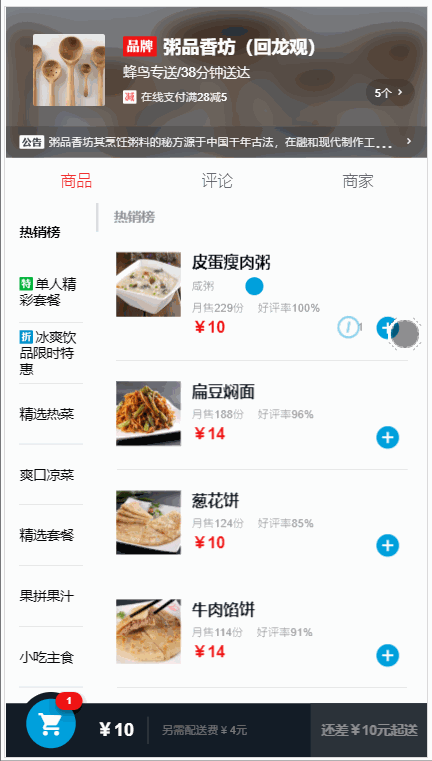 品牌 粥品香坊（回龙观）
蜂鸟专送/38分钟送达
减 在线支付满28减5
5个 >
公告 粥品香坊其烹饪粥料的秘方源于中国千年古法，在融和现代制作工... >
商品 评论 商家
热销榜
特 单人精
彩套餐
折 冰爽饮
品限时特
惠
精选热菜
爽口凉菜
精选套餐
果拼果汁
小吃主食
热销榜
皮蛋瘦肉粥
咸粥
月售229份 好评率100%
￥10
1
扁豆焖面
月售188份 好评率96%
￥14
葱花饼
月售124份 好评率85%
￥10
牛肉馅饼
月售114份 好评率91%
￥14
1
￥10
另需配送费￥4元
还差￥10元起送